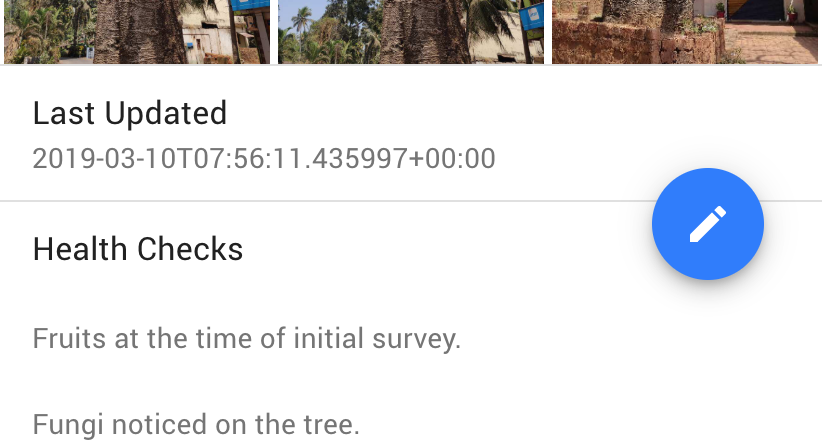 Last Updated
2019-03-10T07:56:11.435997+00:00
Health Checks
Fruits at the time of initial survey.
Fungi noticed on the tree.